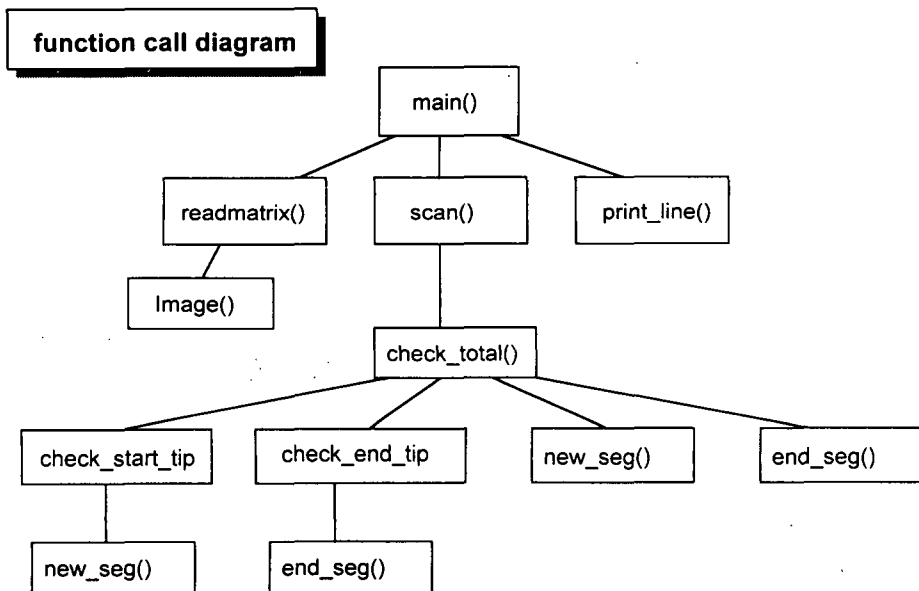 function call diagram
main()
readmatrix()
scan()
print_line()
Image()
check_total()
check_start_tip
check_end_tip
new_seg()
end_seg()
new_seg()
end_seg()